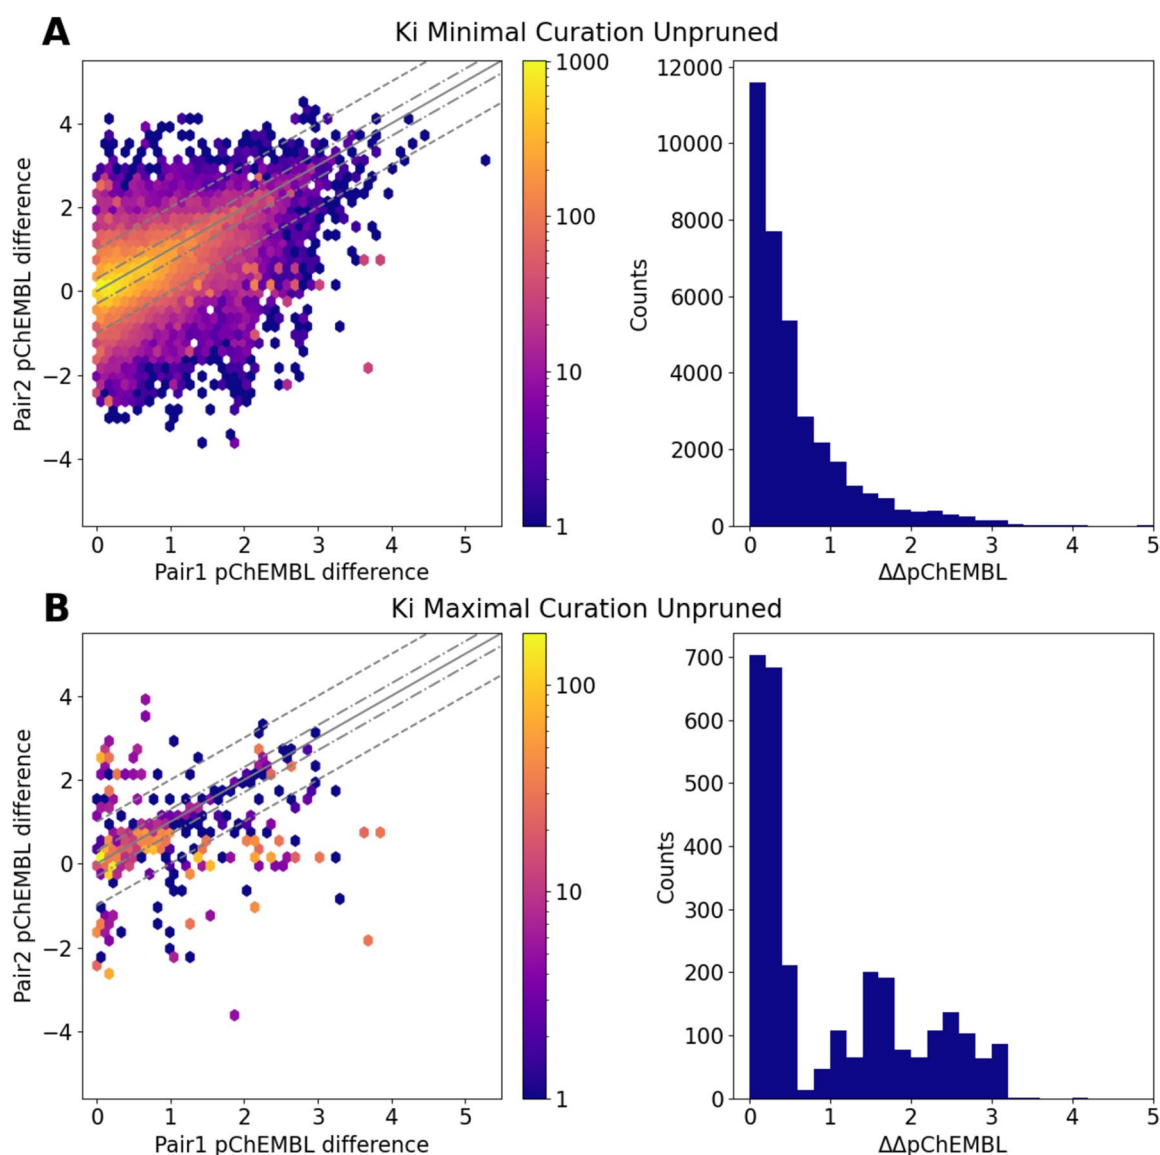 A
Ki Minimal Curation Unpruned
4
2
0
−2
−4
0 1 2 3 4 5
Pair2 pChEMBL difference
Pair1 pChEMBL difference
1000
100
10
1
12000
10000
8000
6000
4000
2000
0
0 1 2 3 4 5
Counts
ΔΔpChEMBL
B
Ki Maximal Curation Unpruned
4
2
0
−2
−4
0 1 2 3 4 5
Pair2 pChEMBL difference
Pair1 pChEMBL difference
100
10
1
700
600
500
400
300
200
100
0
0 1 2 3 4 5
Counts
ΔΔpChEMBL